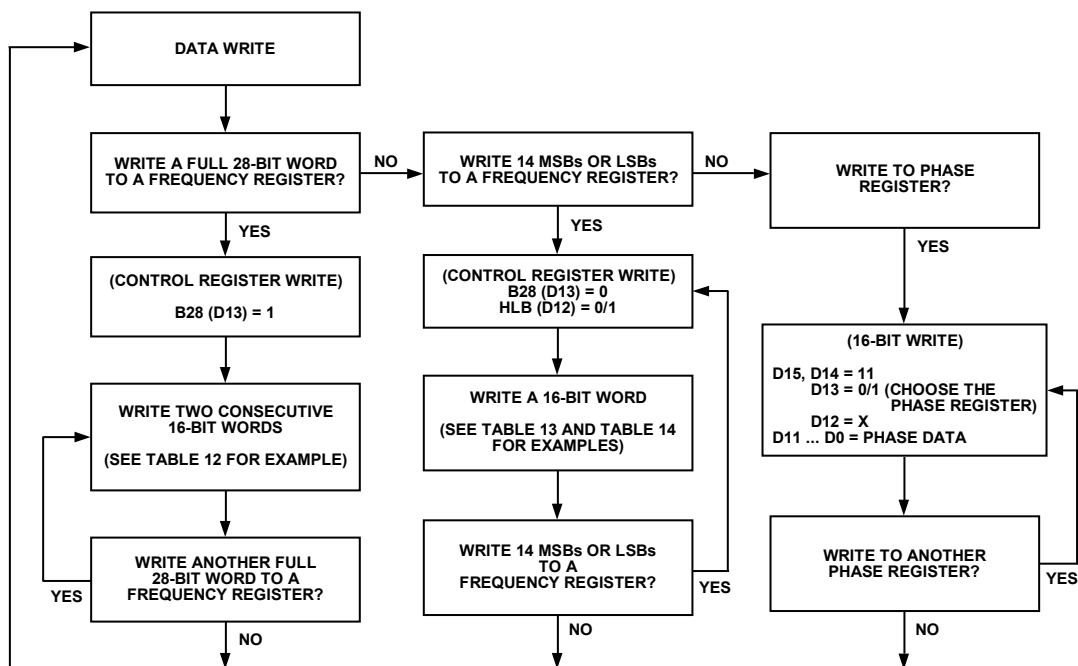 DATA WRITE
WRITE A FULL 28-BIT WORD
TO A FREQUENCY REGISTER?
NO
WRITE 14 MSBs OR LSBs
TO A FREQUENCY REGISTER?
NO
WRITE TO PHASE
REGISTER?
YES
YES
YES
(CONTROL REGISTER WRITE)
B28 (D13) = 1
(CONTROL REGISTER WRITE)
B28 (D13) = 0
HLB (D12) = 0/1
(16-BIT WRITE)
D15, D14 = 11
D13 = 0/1 (CHOOSE THE
PHASE REGISTER)
D12 = X
D11 ... D0 = PHASE DATA
WRITE TWO CONSECUTIVE
16-BIT WORDS
(SEE TABLE 12 FOR EXAMPLE)
WRITE A 16-BIT WORD
(SEE TABLE 13 AND TABLE 14
FOR EXAMPLES)
WRITE ANOTHER FULL
28-BIT WORD TO A
FREQUENCY REGISTER?
YES
NO
WRITE 14 MSBs OR LSBs
TO A
FREQUENCY REGISTER?
YES
NO
WRITE TO ANOTHER
PHASE REGISTER?
YES
NO